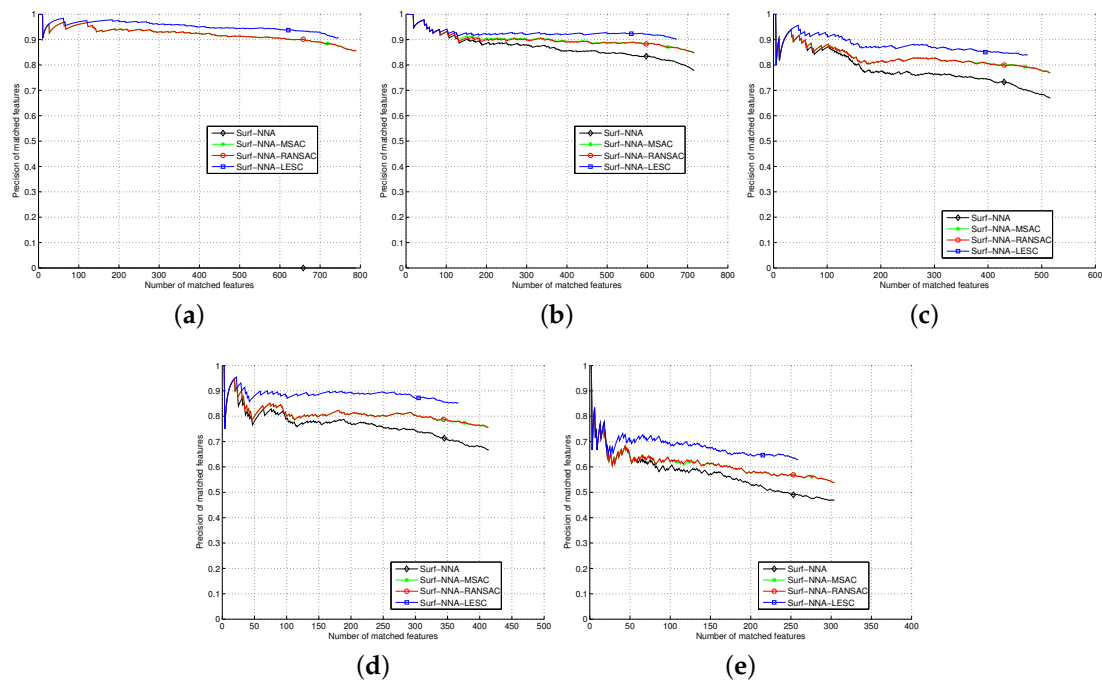 Precision of matched features
1
0.9
0.8
0.7
0.6
0.5
0.4
0.3
0.2
0.1
0
Surf−NNA
Surf−NNA−MSAC
Surf−NNA−RANSAC
Surf−NNA−LESC
0 100 200 300 400 500 600 700 800
Number of matched features
(a)
Precision of matched features
1
0.9
0.8
0.7
0.6
0.5
0.4
0.3
0.2
0.1
0
Surf−NNA
Surf−NNA−MSAC
Surf−NNA−RANSAC
Surf−NNA−LESC
0 100 200 300 400 500 600 700 800
Number of matched features
(b)
Precision of matched features
1
0.9
0.8
0.7
0.6
0.5
0.4
0.3
0.2
0.1
0
Surf−NNA
Surf−NNA−MSAC
Surf−NNA−RANSAC
Surf−NNA−LESC
0 100 200 300 400 500 600
Number of matched features
(c)
Precision of matched features
1
0.9
0.8
0.7
0.6
0.5
0.4
0.3
0.2
0.1
0
Surf−NNA
Surf−NNA−MSAC
Surf−NNA−RANSAC
Surf−NNA−LESC
0 50 100 150 200 250 300 350 400 450 500
Number of matched features
(d)
Precision of matched features
1
0.9
0.8
0.7
0.6
0.5
0.4
0.3
0.2
0.1
0
Surf−NNA
Surf−NNA−MSAC
Surf−NNA−RANSAC
Surf−NNA−LESC
0 50 100 150 200 250 300 350 400
Number of matched features
(e)